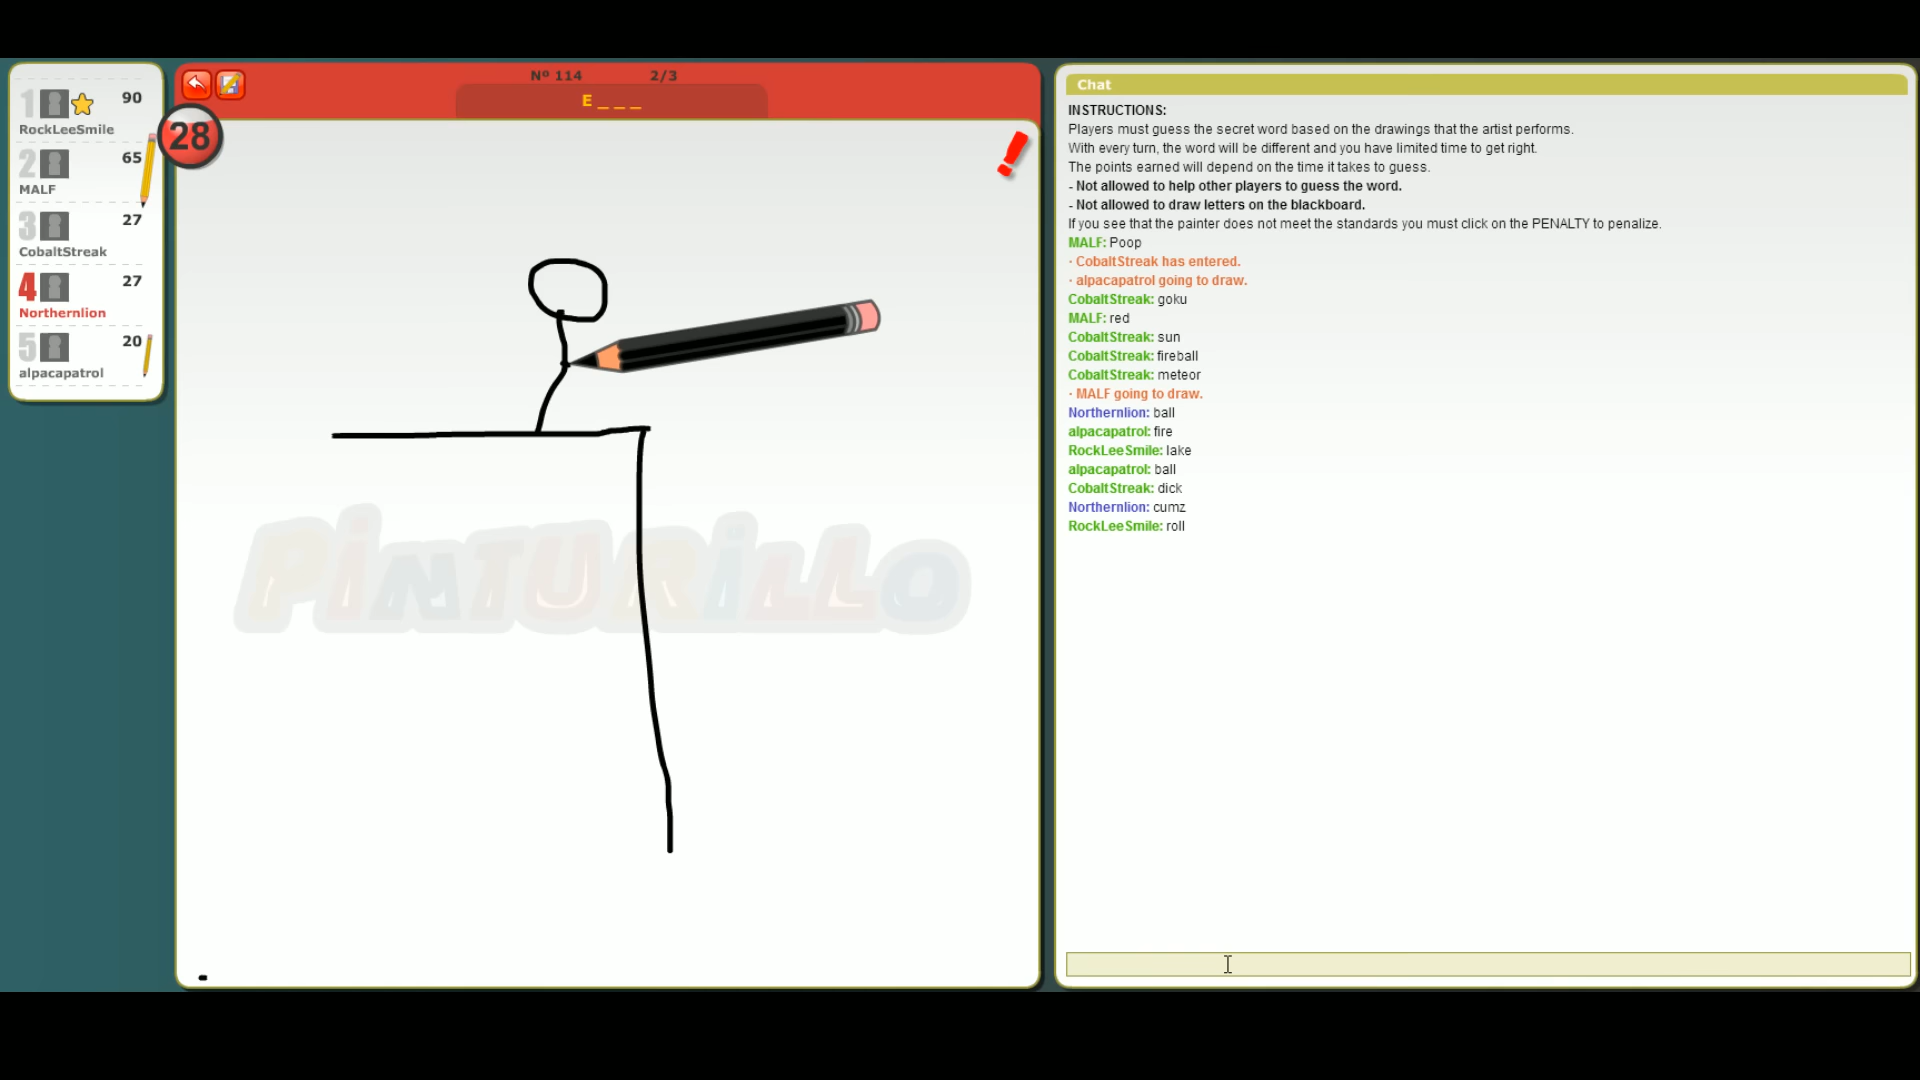 1 90
RockLeeSmile
2 65
MALF
3 27
CobaltStreak
4 27
Northernlion
5 20
alpacapatrol
28
Nº 114 2/3
E _ _ _
PINTURILLO
Chat
INSTRUCTIONS:
Players must guess the secret word based on the drawings that the artist performs.
With every turn, the word will be different and you have limited time to get right.
The points earned will depend on the time it takes to guess.
- Not allowed to help other players to guess the word.
- Not allowed to draw letters on the blackboard.
If you see that the painter does not meet the standards you must click on the PENALTY to penalize.
MALF: Poop
· CobaltStreak has entered.
· alpacapatrol going to draw.
CobaltStreak: goku
MALF: red
CobaltStreak: sun
CobaltStreak: fireball
CobaltStreak: meteor
· MALF going to draw.
Northernlion: ball
alpacapatrol: fire
RockLeeSmile: lake
alpacapatrol: ball
CobaltStreak: dick
Northernlion: cumz
RockLeeSmile: roll